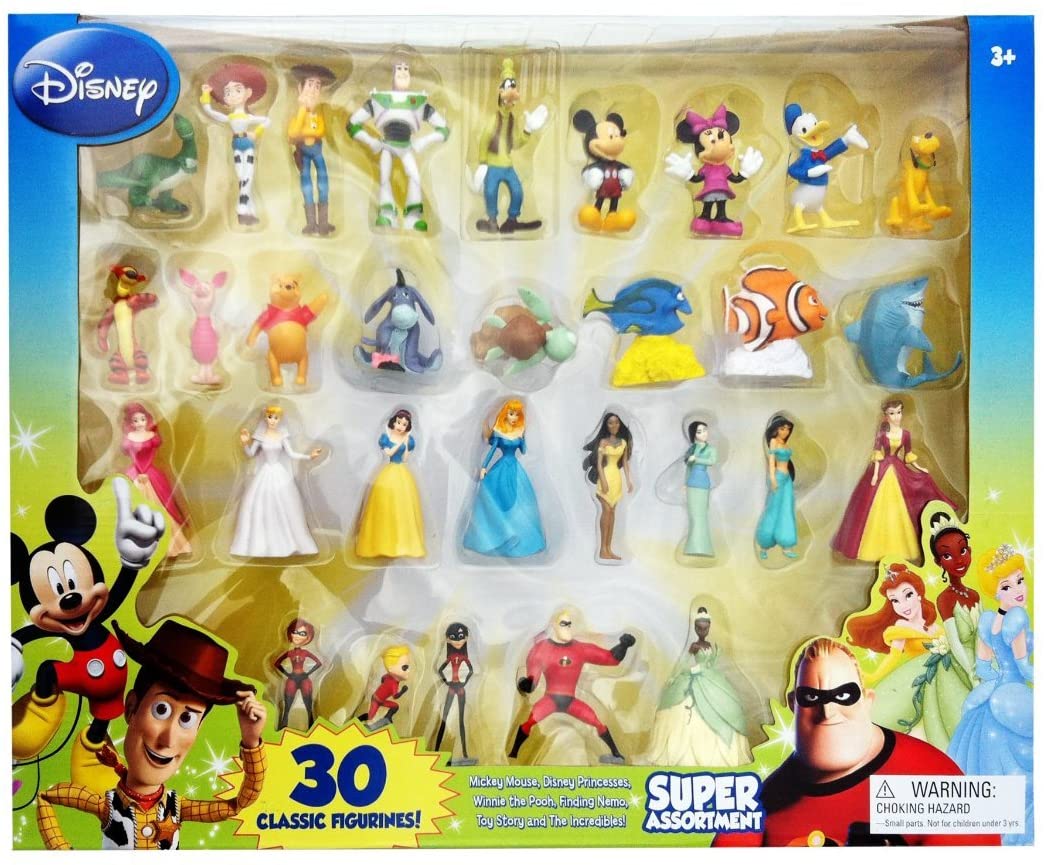 Disney
3+
30
CLASSIC FIGURINES!
Mickey Mouse, Disney Princesses,
Winnie the Pooh, Finding Nemo,
Toy Story and The Incredibles!
SUPER
ASSORTMENT
WARNING:
CHOKING HAZARD
—Small parts. Not for children under 3 yrs.